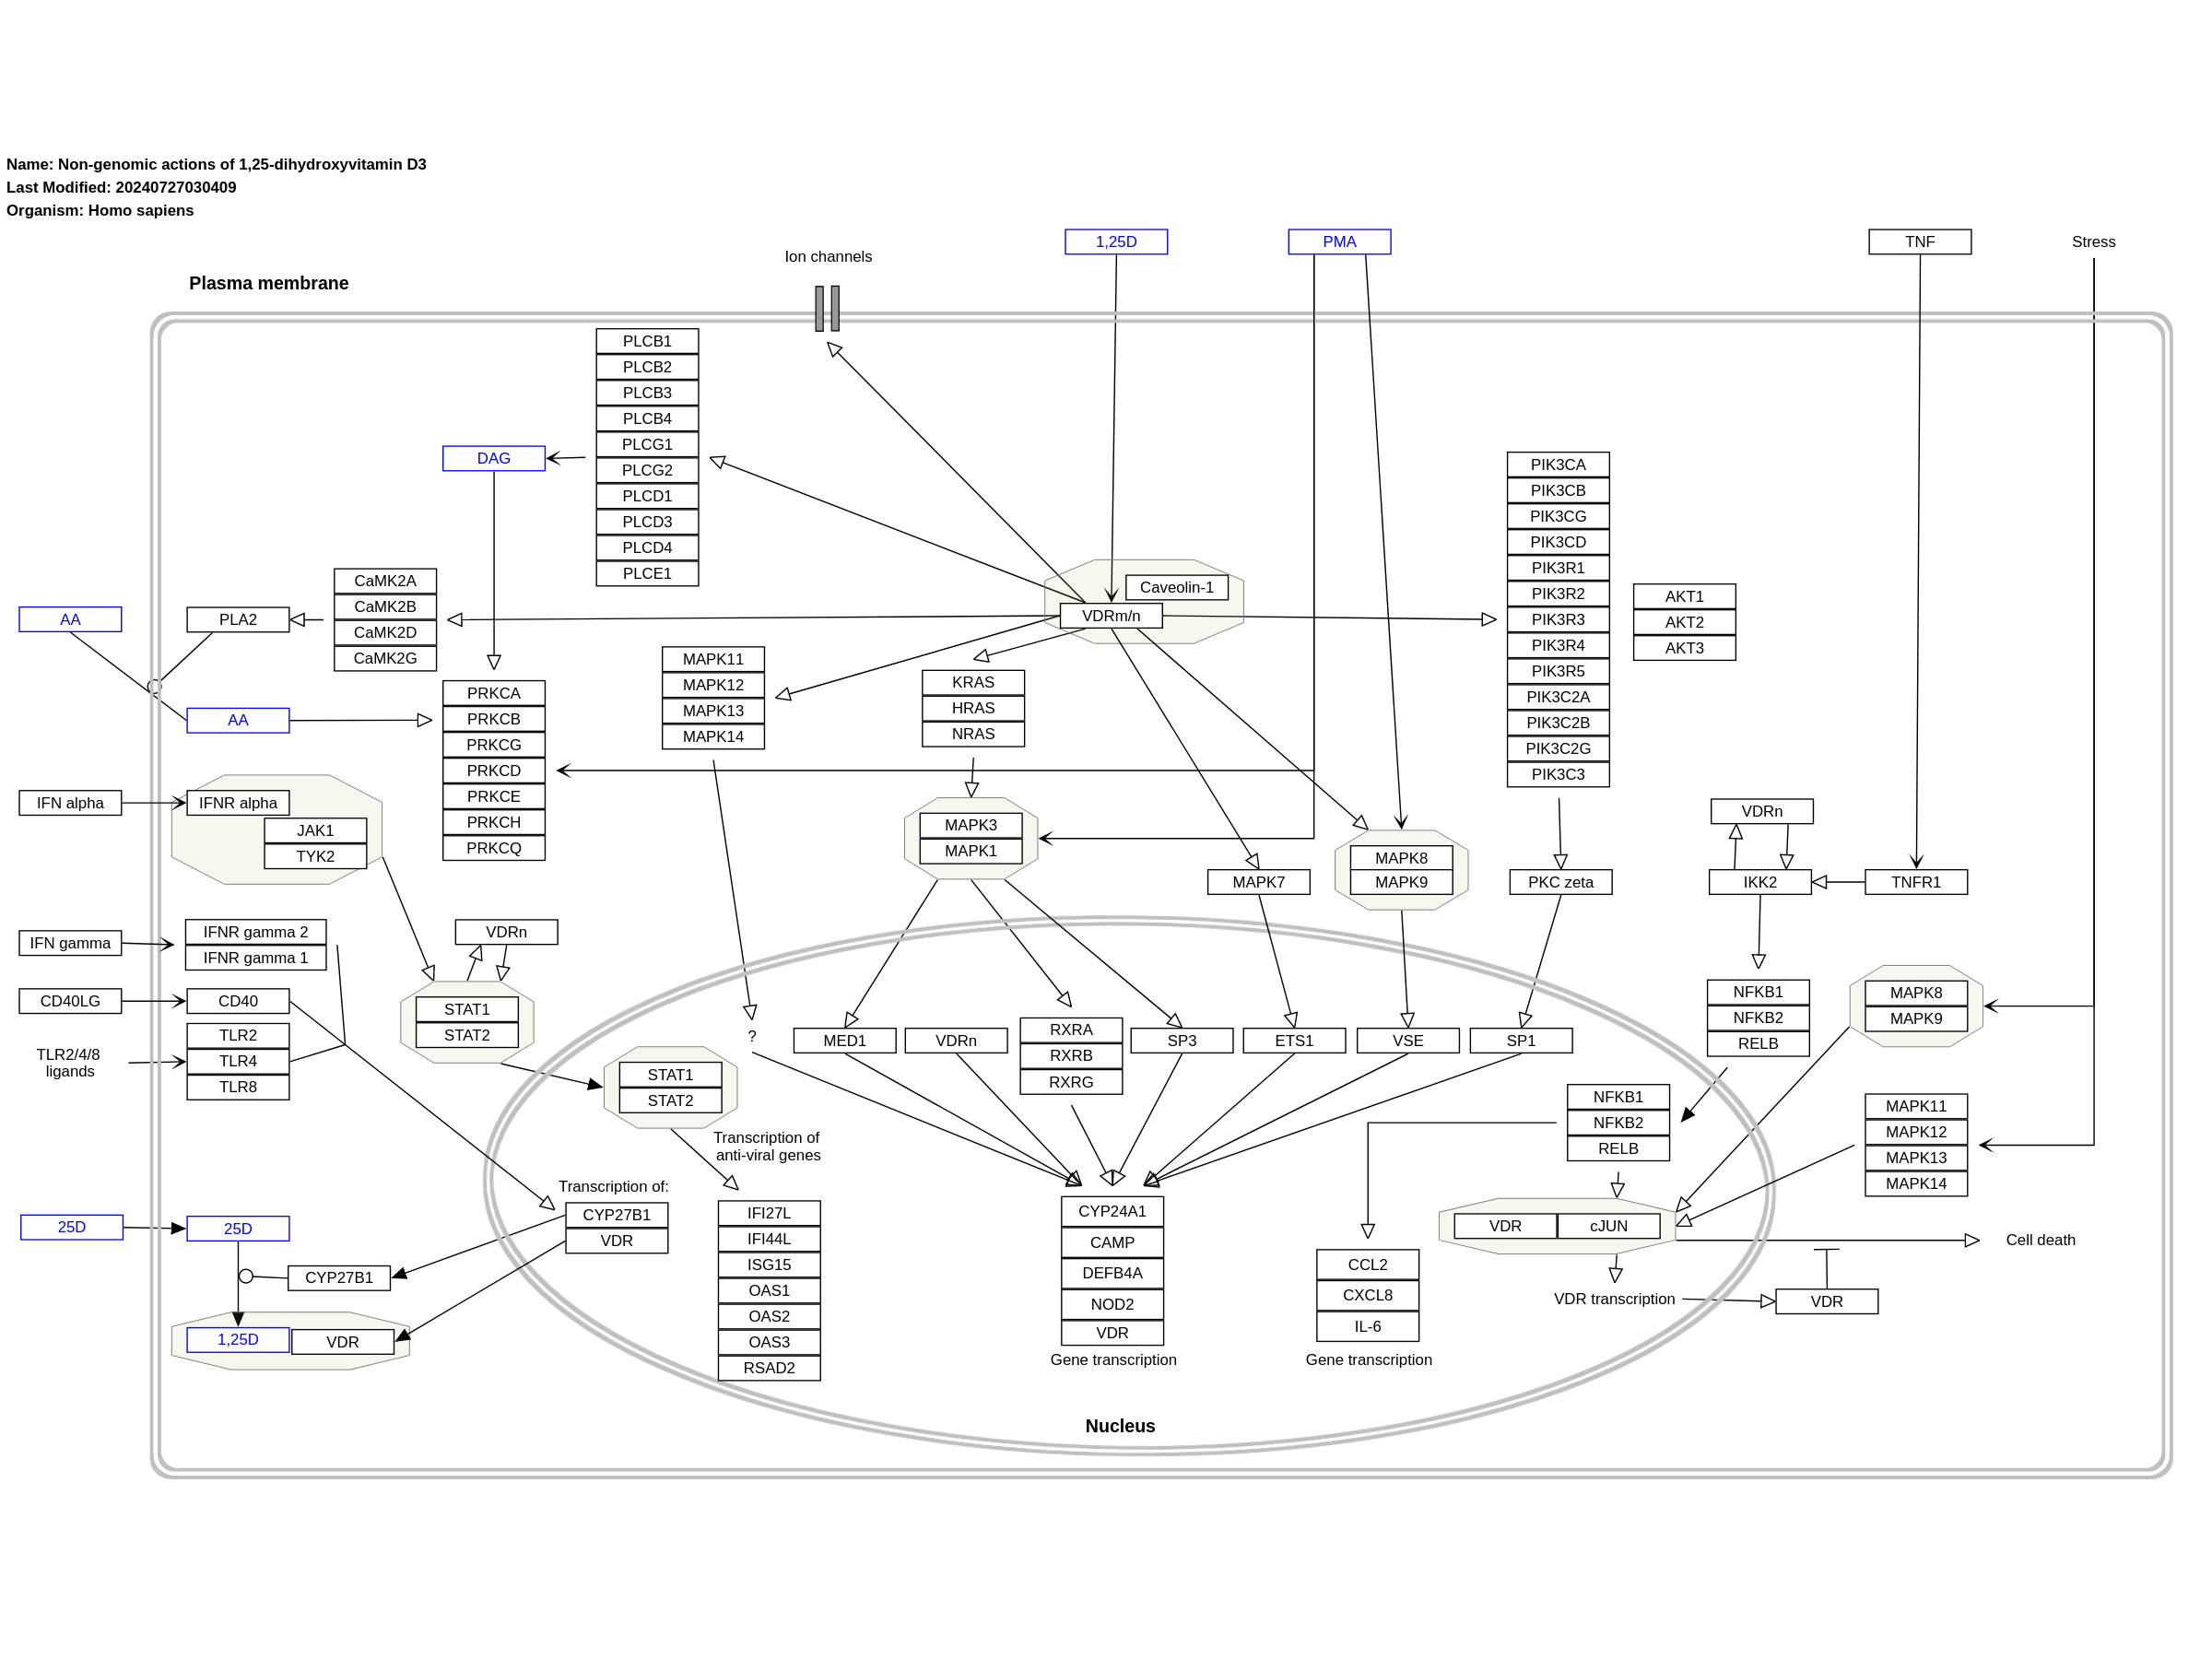 Name: Non-genomic actions of 1,25-dihydroxyvitamin D3
Last Modified: 20240727030409
Organism: Homo sapiens
1,25D
PMA
TNF
Stress
Ion channels
Plasma membrane
PLCB1
PLCB2
PLCB3
PLCB4
PLCG1
PLCG2
PLCD1
PLCD3
PLCD4
PLCE1
DAG
CaMK2A
CaMK2B
CaMK2D
CaMK2G
PLA2
AA
AA
PRKCA
PRKCB
PRKCG
PRKCD
PRKCE
PRKCH
PRKCQ
Caveolin-1
VDRm/n
MAPK11
MAPK12
MAPK13
MAPK14
KRAS
HRAS
NRAS
MAPK3
MAPK1
MAPK7
MAPK8
MAPK9
PIK3CA
PIK3CB
PIK3CG
PIK3CD
PIK3R1
PIK3R2
PIK3R3
PIK3R4
PIK3R5
PIK3C2A
PIK3C2B
PIK3C2G
PIK3C3
AKT1
AKT2
AKT3
PKC zeta
VDRn
IKK2
TNFR1
IFN alpha
IFNR alpha
JAK1
TYK2
IFN gamma
IFNR gamma 2
IFNR gamma 1
CD40LG
CD40
TLR2/4/8
ligands
TLR2
TLR4
TLR8
VDRn
STAT1
STAT2
STAT1
STAT2
Transcription of
anti-viral genes
?
MED1
VDRn
RXRA
RXRB
RXRG
SP3
ETS1
VSE
SP1
NFKB1
NFKB2
RELB
MAPK8
MAPK9
NFKB1
NFKB2
RELB
MAPK11
MAPK12
MAPK13
MAPK14
Transcription of:
CYP27B1
VDR
25D
25D
CYP27B1
1,25D
VDR
IFI27L
IFI44L
ISG15
OAS1
OAS2
OAS3
RSAD2
CYP24A1
CAMP
DEFB4A
NOD2
VDR
Gene transcription
CCL2
CXCL8
IL-6
Gene transcription
VDR
cJUN
Cell death
VDR transcription
VDR
Nucleus